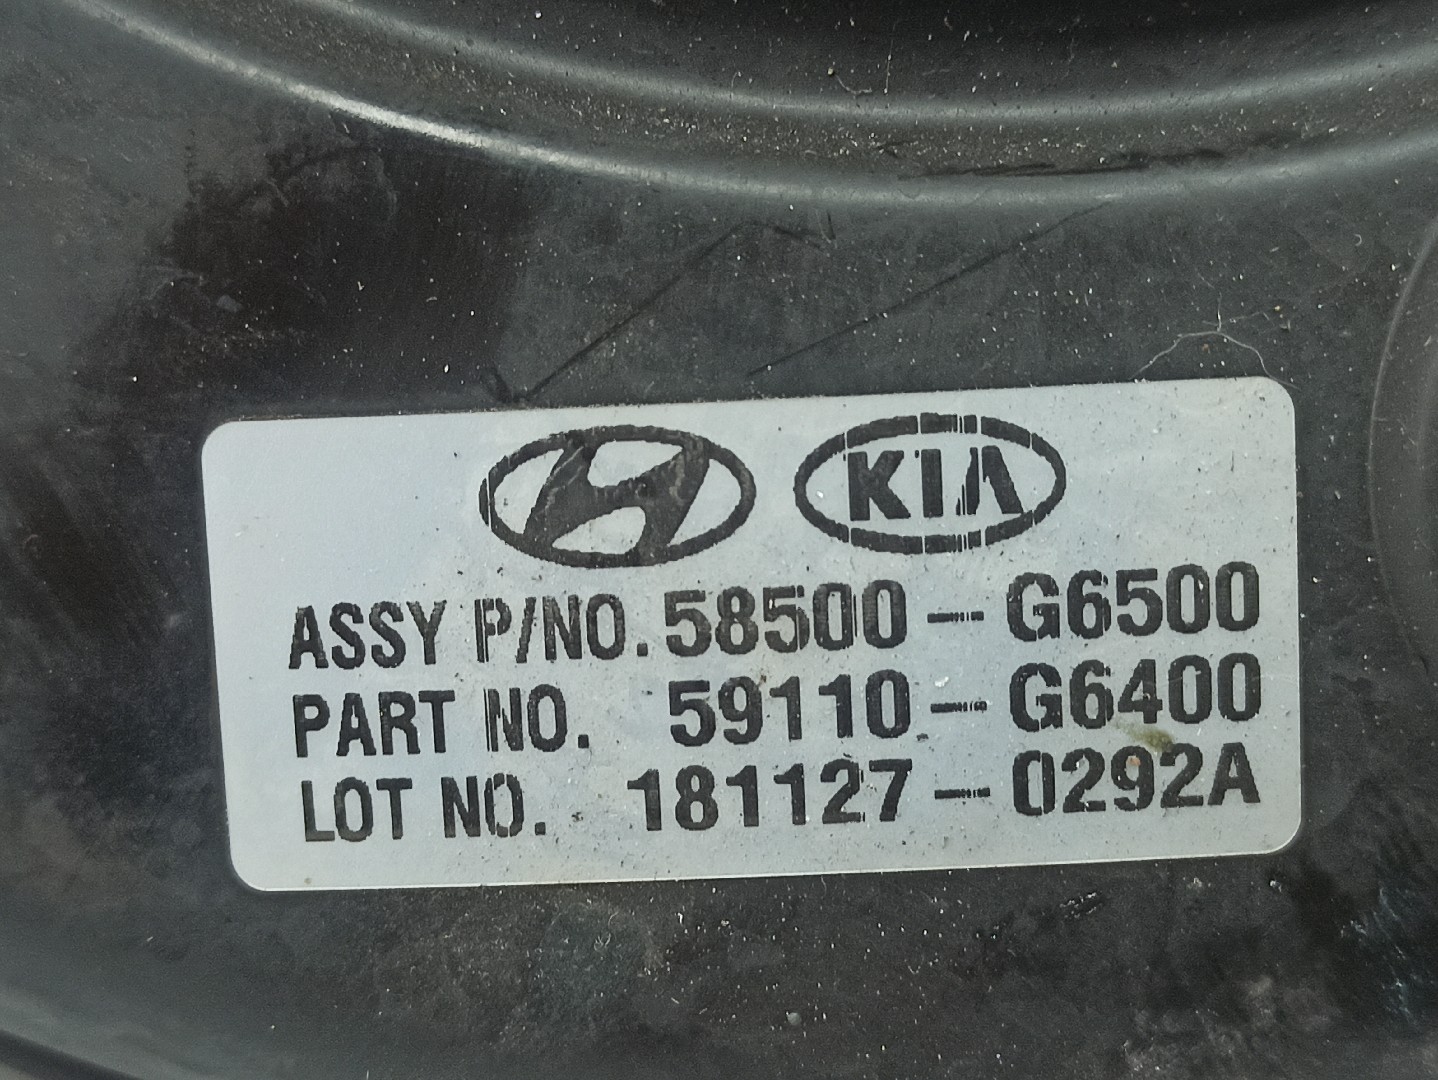 KIA
ASSY P/NO. 58500-G6500
PART NO. 59110-G6400
LOT NO. 181127-0292A